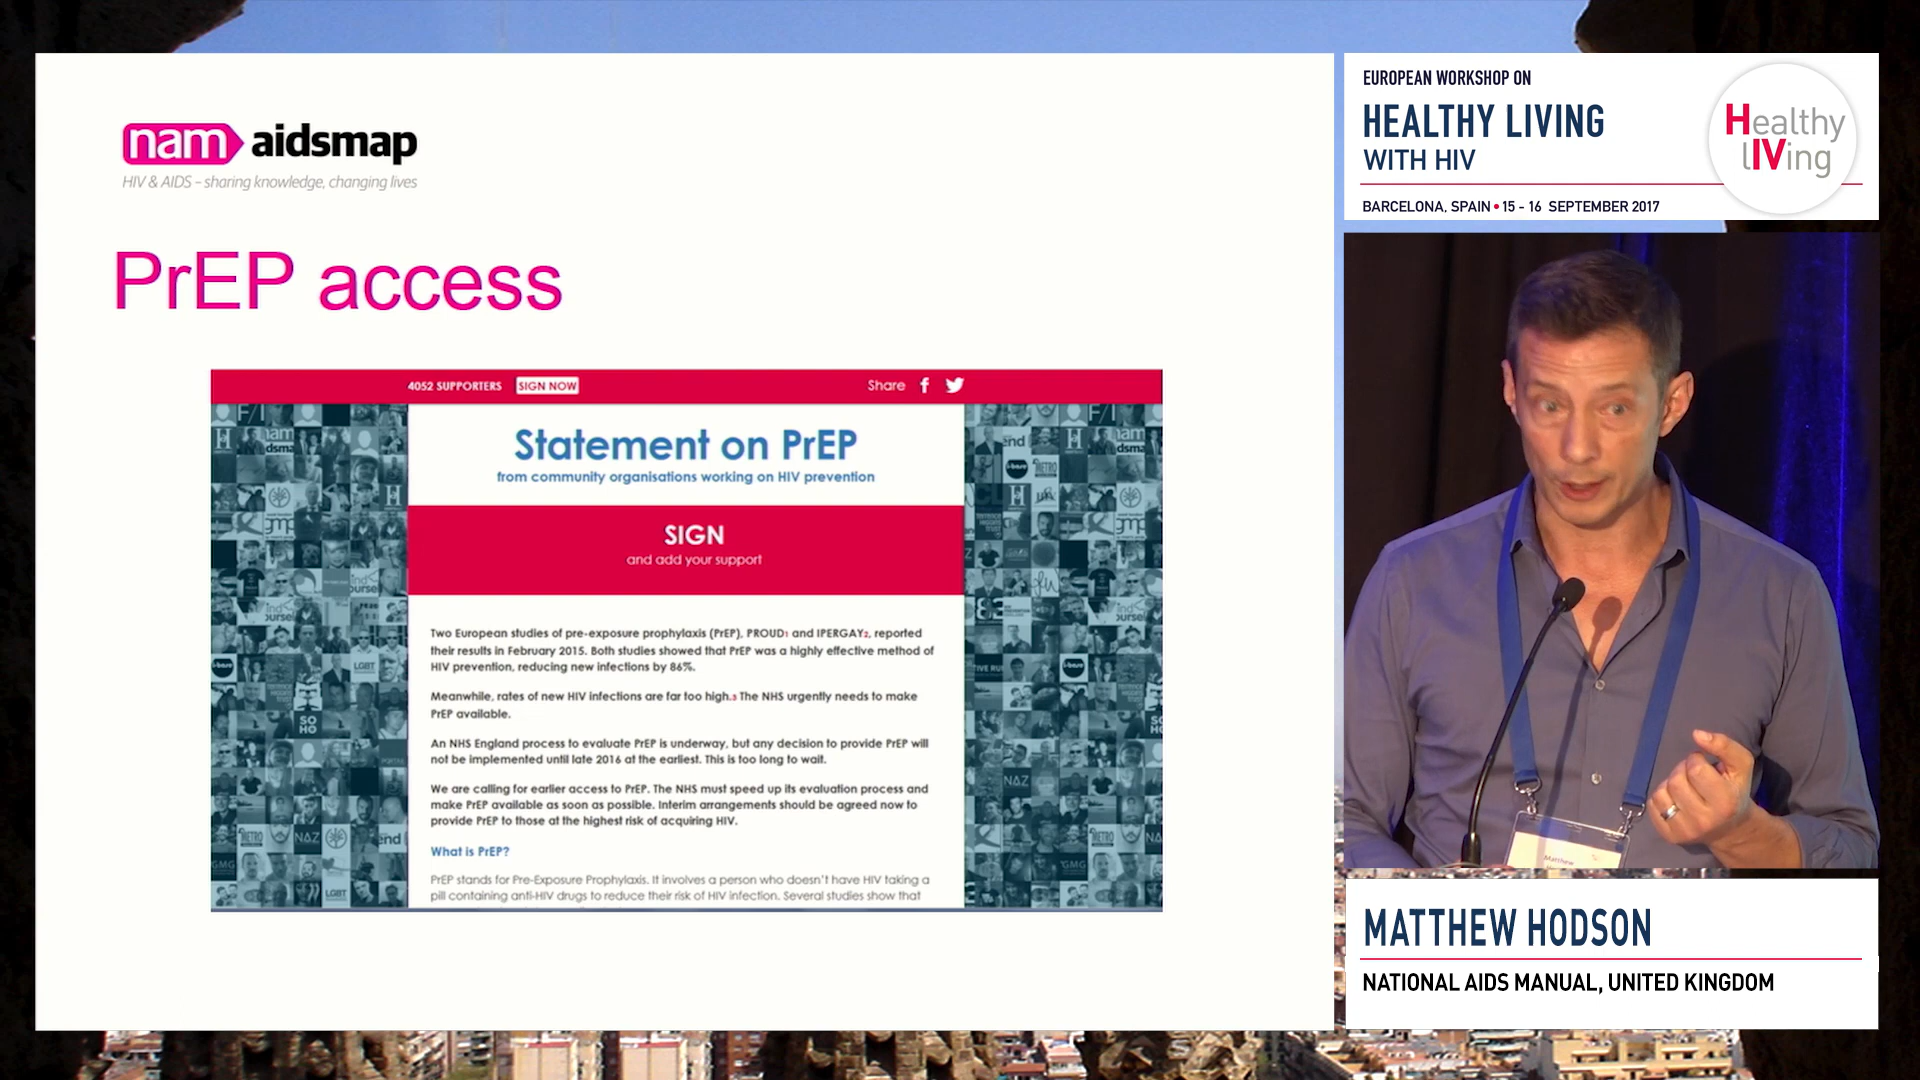 nam aidsmap
HIV & AIDS – sharing knowledge, changing lives
PrEP access
4052 SUPPORTERS SIGN NOW Share
Statement on PrEP
from community organisations working on HIV prevention
SIGN
and add your support
Two European studies of pre-exposure prophylaxis (PrEP), PROUD1 and IPERGAY2, reported
their results in February 2015. Both studies showed that PrEP was a highly effective method of
HIV prevention, reducing new infections by 86%.
Meanwhile, rates of new HIV infections are far too high.3 The NHS urgently needs to make
PrEP available.
An NHS England process to evaluate PrEP is underway, but any decision to provide PrEP will
not be implemented until late 2016 at the earliest. This is too long to wait.
We are calling for earlier access to PrEP. The NHS must speed up its evaluation process and
make PrEP available as soon as possible. Interim arrangements should be agreed now to
provide PrEP to those at the highest risk of acquiring HIV.
What is PrEP?
PrEP stands for Pre-Exposure Prophylaxis. It involves a person who doesn't have HIV taking a
pill containing anti-HIV drugs to reduce their risk of HIV infection. Several studies show that
EUROPEAN WORKSHOP ON
HEALTHY LIVING
WITH HIV
BARCELONA, SPAIN • 15 - 16 SEPTEMBER 2017
Healthy
lIVing
Matthew
MATTHEW HODSON
NATIONAL AIDS MANUAL, UNITED KINGDOM